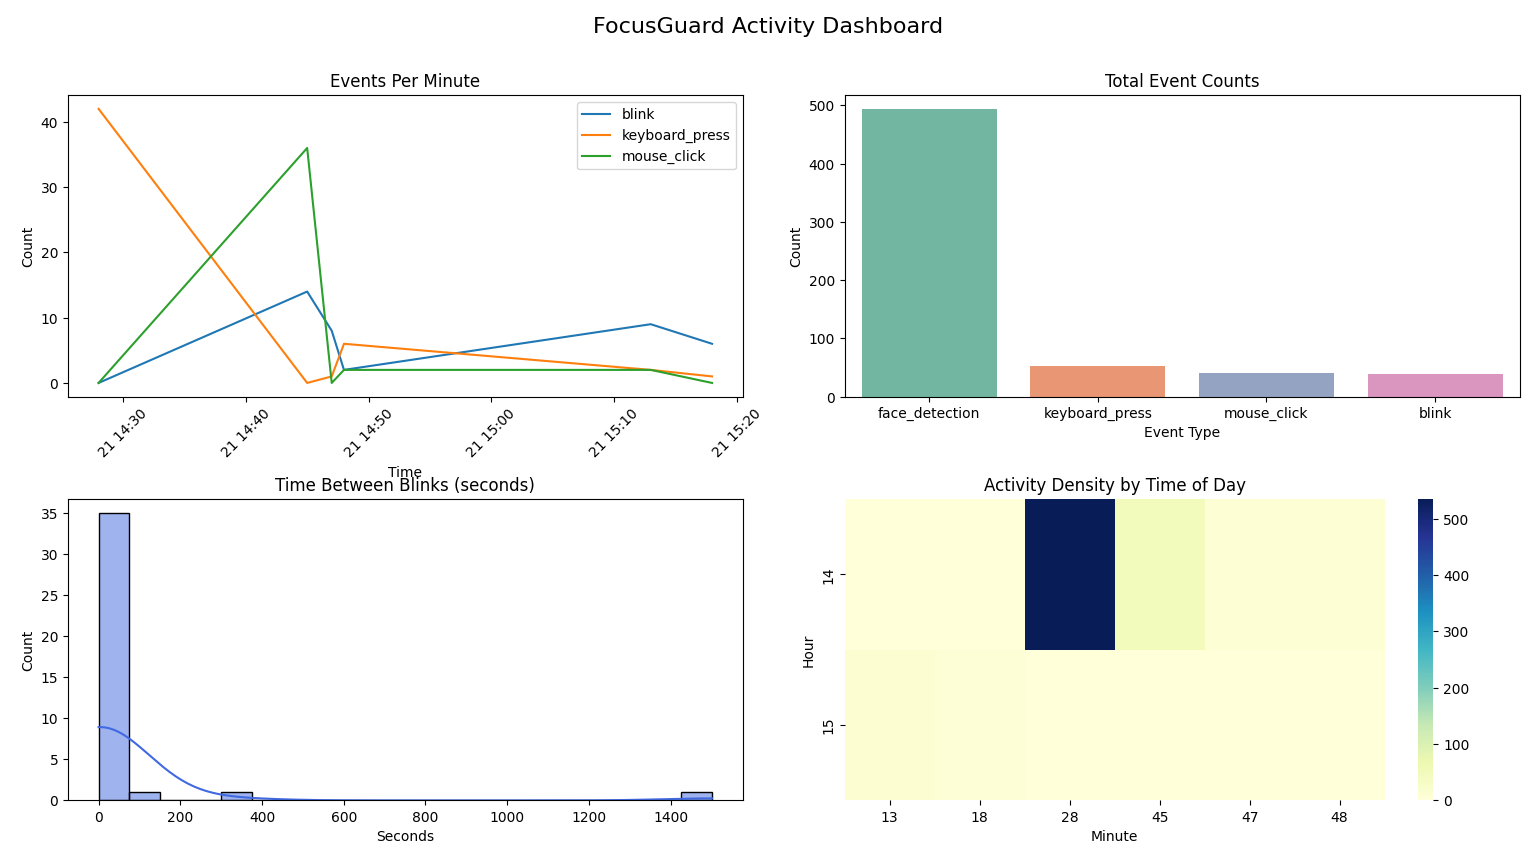 FocusGuard Activity Dashboard
Events Per Minute
Count
40
30
20
10
0
blink
keyboard_press
mouse_click
21 14:30
21 14:40
21 14:50
21 15:00
21 15:10
21 15:20
Time
Total Event Counts
Count
500
400
300
200
100
0
face_detection
keyboard_press
mouse_click
blink
Event Type
Time Between Blinks (seconds)
Count
35
30
25
20
15
10
5
0
0
200
400
600
800
1000
1200
1400
Seconds
Activity Density by Time of Day
Hour
14
15
13
18
28
45
47
48
Minute
500
400
300
200
100
0